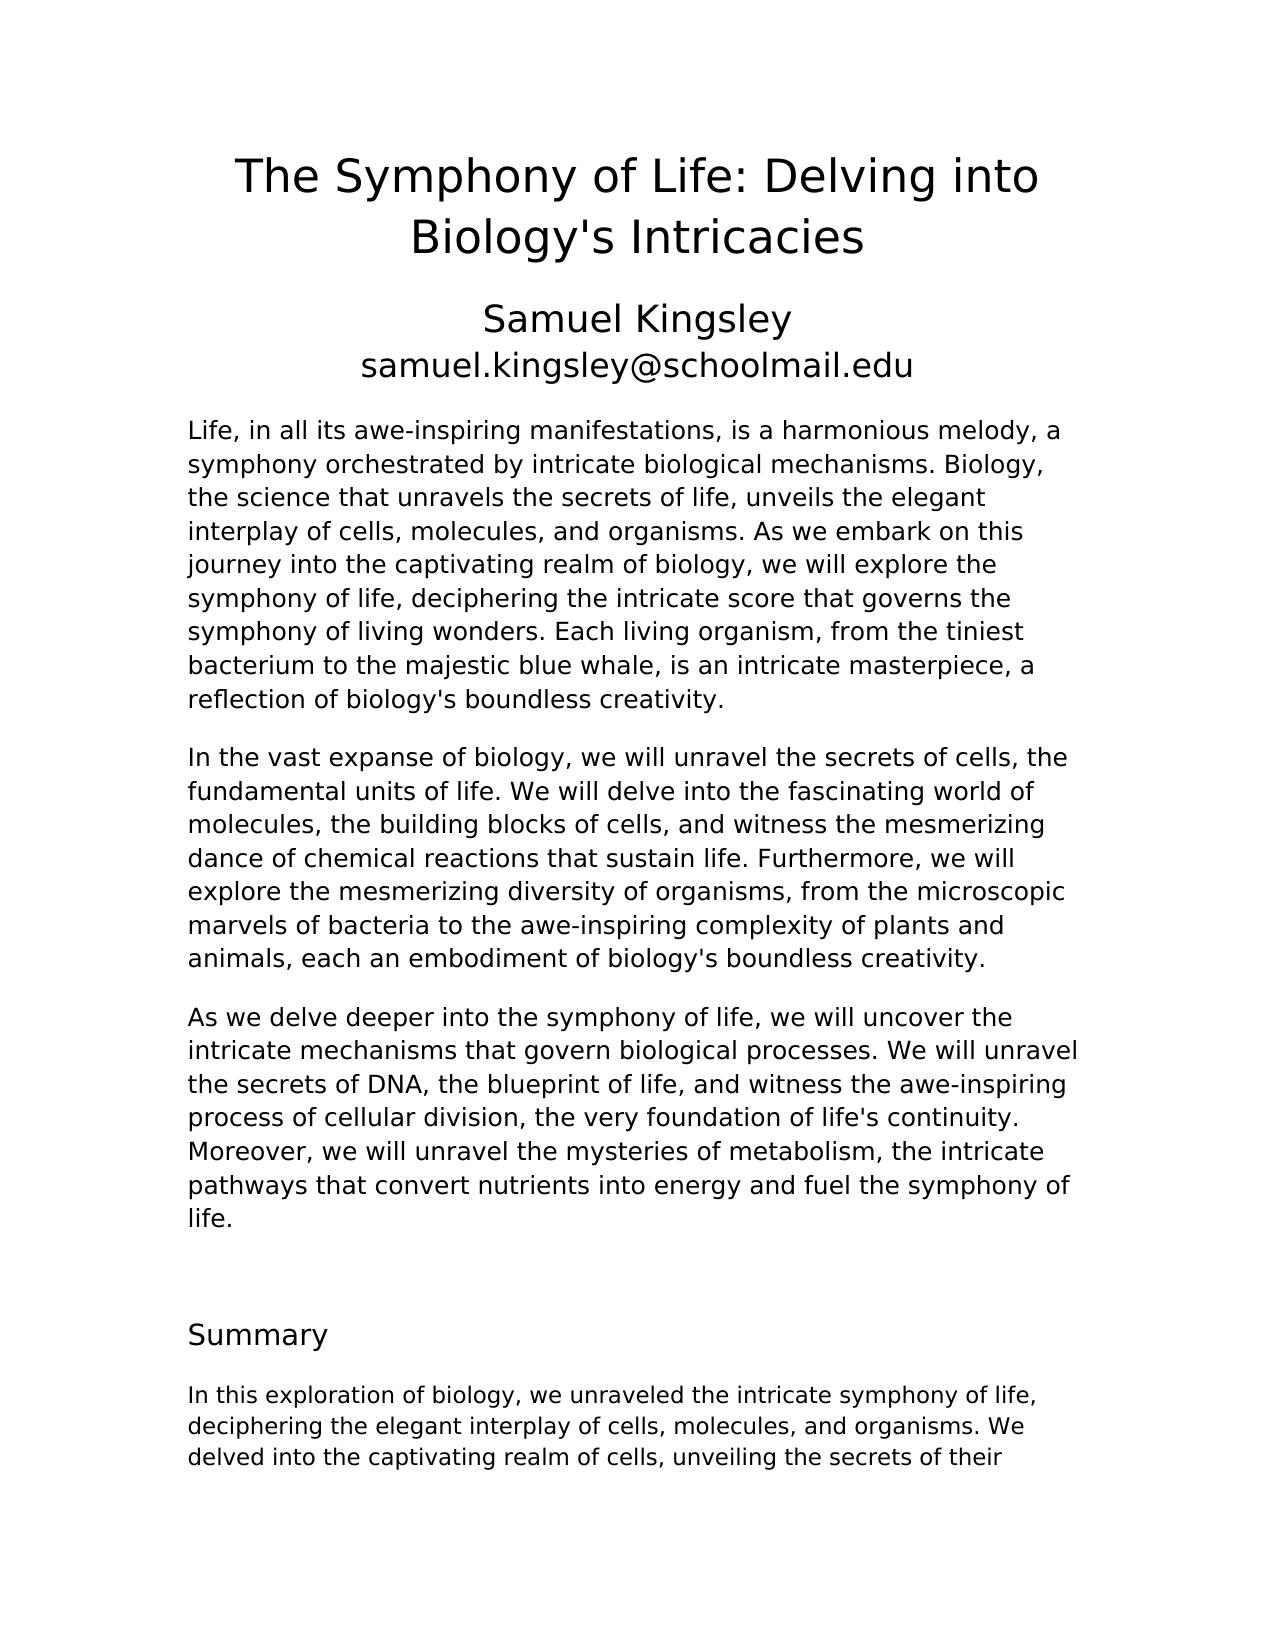 The Symphony of Life: Delving into
Biology's Intricacies
Samuel Kingsley
samuel.kingsley@schoolmail.edu
Life, in all its awe-inspiring manifestations, is a harmonious melody, a
symphony orchestrated by intricate biological mechanisms. Biology,
the science that unravels the secrets of life, unveils the elegant
interplay of cells, molecules, and organisms. As we embark on this
journey into the captivating realm of biology, we will explore the
symphony of life, deciphering the intricate score that governs the
symphony of living wonders. Each living organism, from the tiniest
bacterium to the majestic blue whale, is an intricate masterpiece, a
reflection of biology's boundless creativity.
In the vast expanse of biology, we will unravel the secrets of cells, the
fundamental units of life. We will delve into the fascinating world of
molecules, the building blocks of cells, and witness the mesmerizing
dance of chemical reactions that sustain life. Furthermore, we will
explore the mesmerizing diversity of organisms, from the microscopic
marvels of bacteria to the awe-inspiring complexity of plants and
animals, each an embodiment of biology's boundless creativity.
As we delve deeper into the symphony of life, we will uncover the
intricate mechanisms that govern biological processes. We will unravel
the secrets of DNA, the blueprint of life, and witness the awe-inspiring
process of cellular division, the very foundation of life's continuity.
Moreover, we will unravel the mysteries of metabolism, the intricate
pathways that convert nutrients into energy and fuel the symphony of
life.
Summary
In this exploration of biology, we unraveled the intricate symphony of life,
deciphering the elegant interplay of cells, molecules, and organisms. We
delved into the captivating realm of cells, unveiling the secrets of their